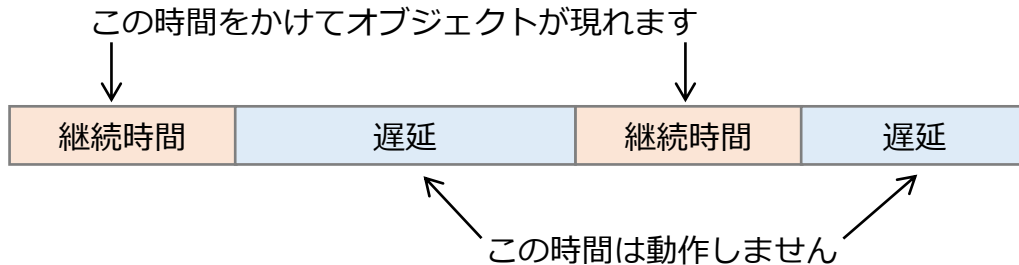 この時間をかけてオブジェクトが現れます
継続時間 遅延 継続時間 遅延
この時間は動作しません